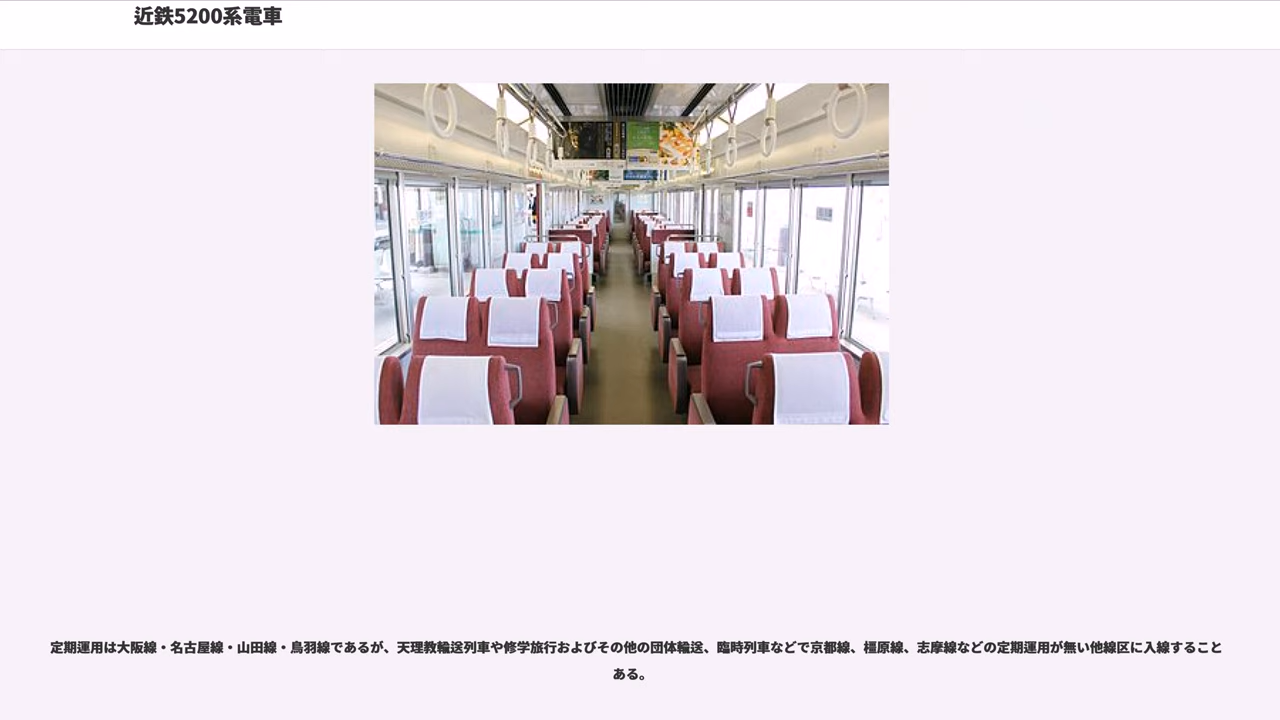 近鉄5200系電車
定期運用は大阪線・名古屋線・山田線・鳥羽線であるが、天理教輸送列車や修学旅行およびその他の団体輸送、臨時列車などで京都線、橿原線、志摩線などの定期運用が無い他線区に入線すること
ある。